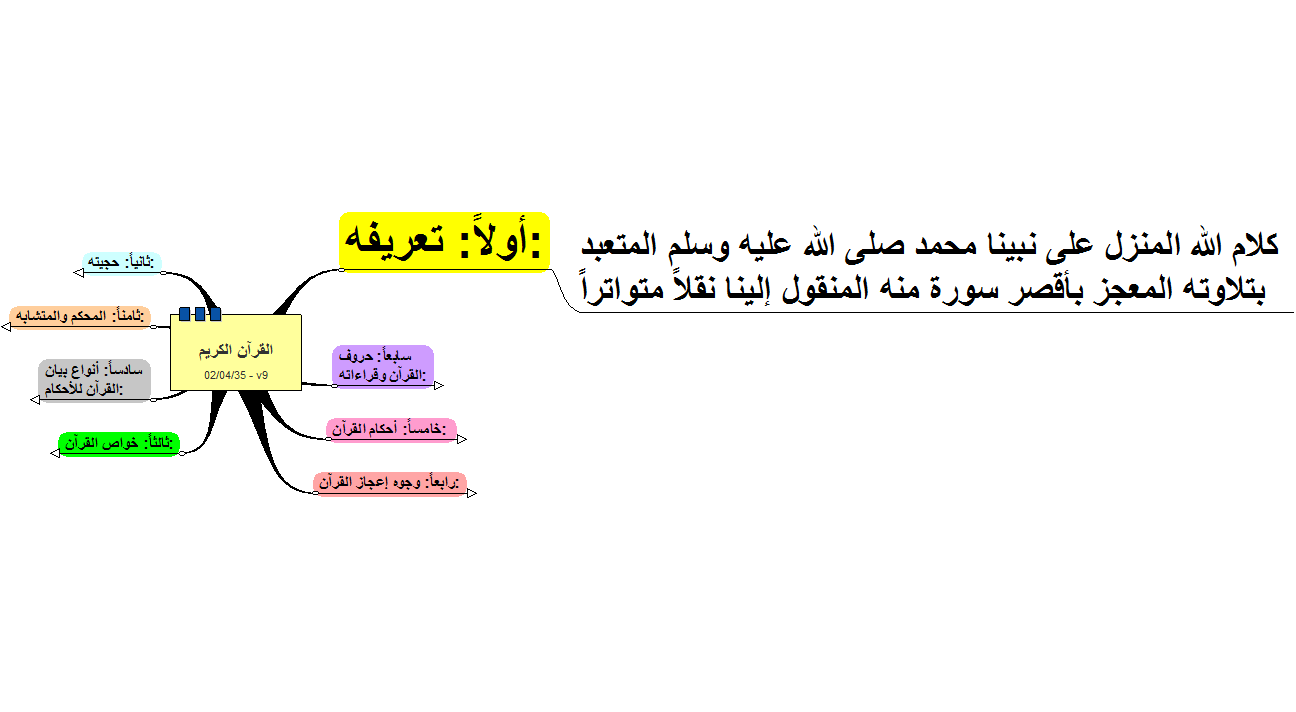 أولاً: تعريفه:
كلام الله المنزل على نبينا محمد صلى الله عليه وسلم المتعبد
بتلاوته المعجز بأقصر سورة منه المنقول إلينا نقلاً متواتراً
ثانياً: حجيته:
ثامناً: المحكم والمتشابه:
القرآن الكريم
02/04/35 - v9
سابعاً: حروف
القرآن وقراءاته:
سادساً: أنواع بيان
القرآن للأحكام:
خامساً: أحكام القرآن:
ثالثاً: خواص القرآن:
رابعاً: وجوه إعجاز القرآن: